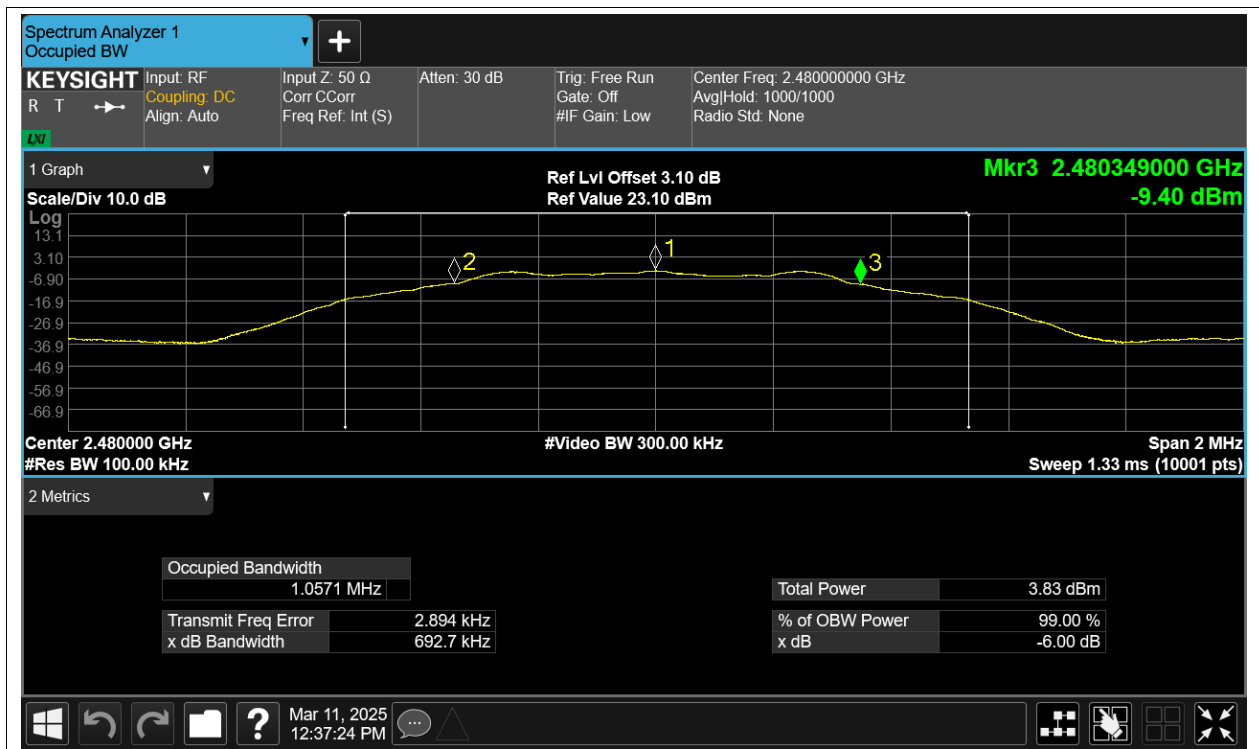 Spectrum Analyzer 1
Occupied BW
KEYSIGHT
R T
LXI
Input: RF
Coupling: DC
Align: Auto
Input Z: 50 Ω
Corr CCorr
Freq Ref: Int (S)
Atten: 30 dB
Trig: Free Run
Gate: Off
#IF Gain: Low
Center Freq: 2.480000000 GHz
Avg|Hold: 1000/1000
Radio Std: None
1 Graph
Scale/Div 10.0 dB
Ref Lvl Offset 3.10 dB
Ref Value 23.10 dBm
Mkr3 2.480349000 GHz
-9.40 dBm
Log
13.1
3.10
-6.90
-16.9
-26.9
-36.9
-46.9
-56.9
-66.9
2
1
3
Center 2.480000 GHz
#Res BW 100.00 kHz
#Video BW 300.00 kHz
Span 2 MHz
Sweep 1.33 ms (10001 pts)
2 Metrics
Occupied Bandwidth
1.0571 MHz
Transmit Freq Error 2.894 kHz
x dB Bandwidth 692.7 kHz
Total Power 3.83 dBm
% of OBW Power 99.00 %
x dB -6.00 dB
?
Mar 11, 2025
12:37:24 PM